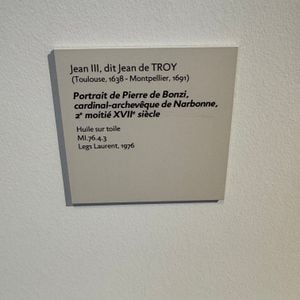 Jean III, dit Jean de TROY
(Toulouse, 1638 - Montpellier, 1691)
Portrait de Pierre de Bonzi,
cardinal-archevêque de Narbonne,
2e moitié XVIIe siècle
Huile sur toile
MI.76.4.3
Legs Laurent, 1976